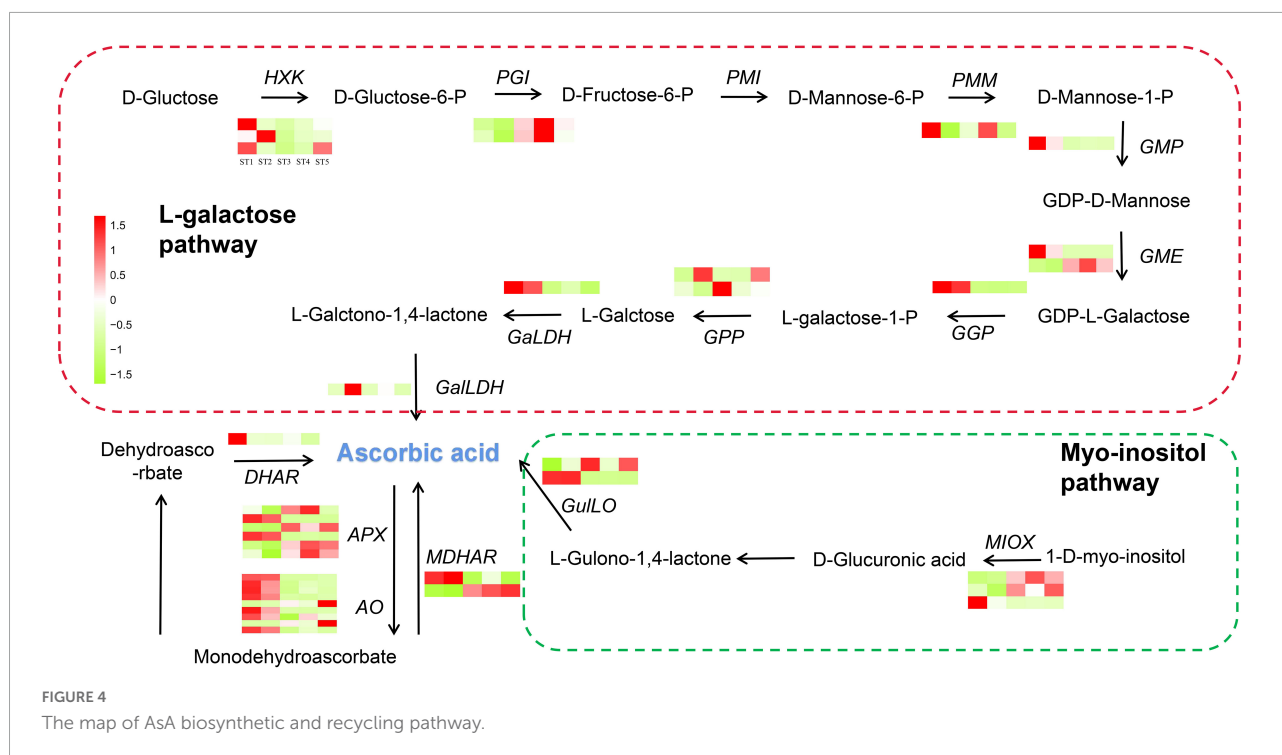 HXK
PGI
PMI
PMM
D-Gluctose
D-Gluctose-6-P
D-Fructose-6-P
D-Mannose-6-P
D-Mannose-1-P
ST1 ST2 ST3 ST4 ST5
GMP
GDP-D-Mannose
L-galactose
pathway
1.5
1
0.5
0
−0.5
−1
−1.5
GME
L-Galctono-1,4-lactone
L-Galctose
L-galactose-1-P
GDP-L-Galactose
GaLDH
GPP
GGP
GalLDH
Dehydroasco
-rbate
DHAR
Ascorbic acid
Myo-inositol
pathway
GulLO
APX
MDHAR
L-Gulono-1,4-lactone
D-Glucuronic acid
MIOX
1-D-myo-inositol
AO
Monodehydroascorbate
FIGURE 4
The map of AsA biosynthetic and recycling pathway.